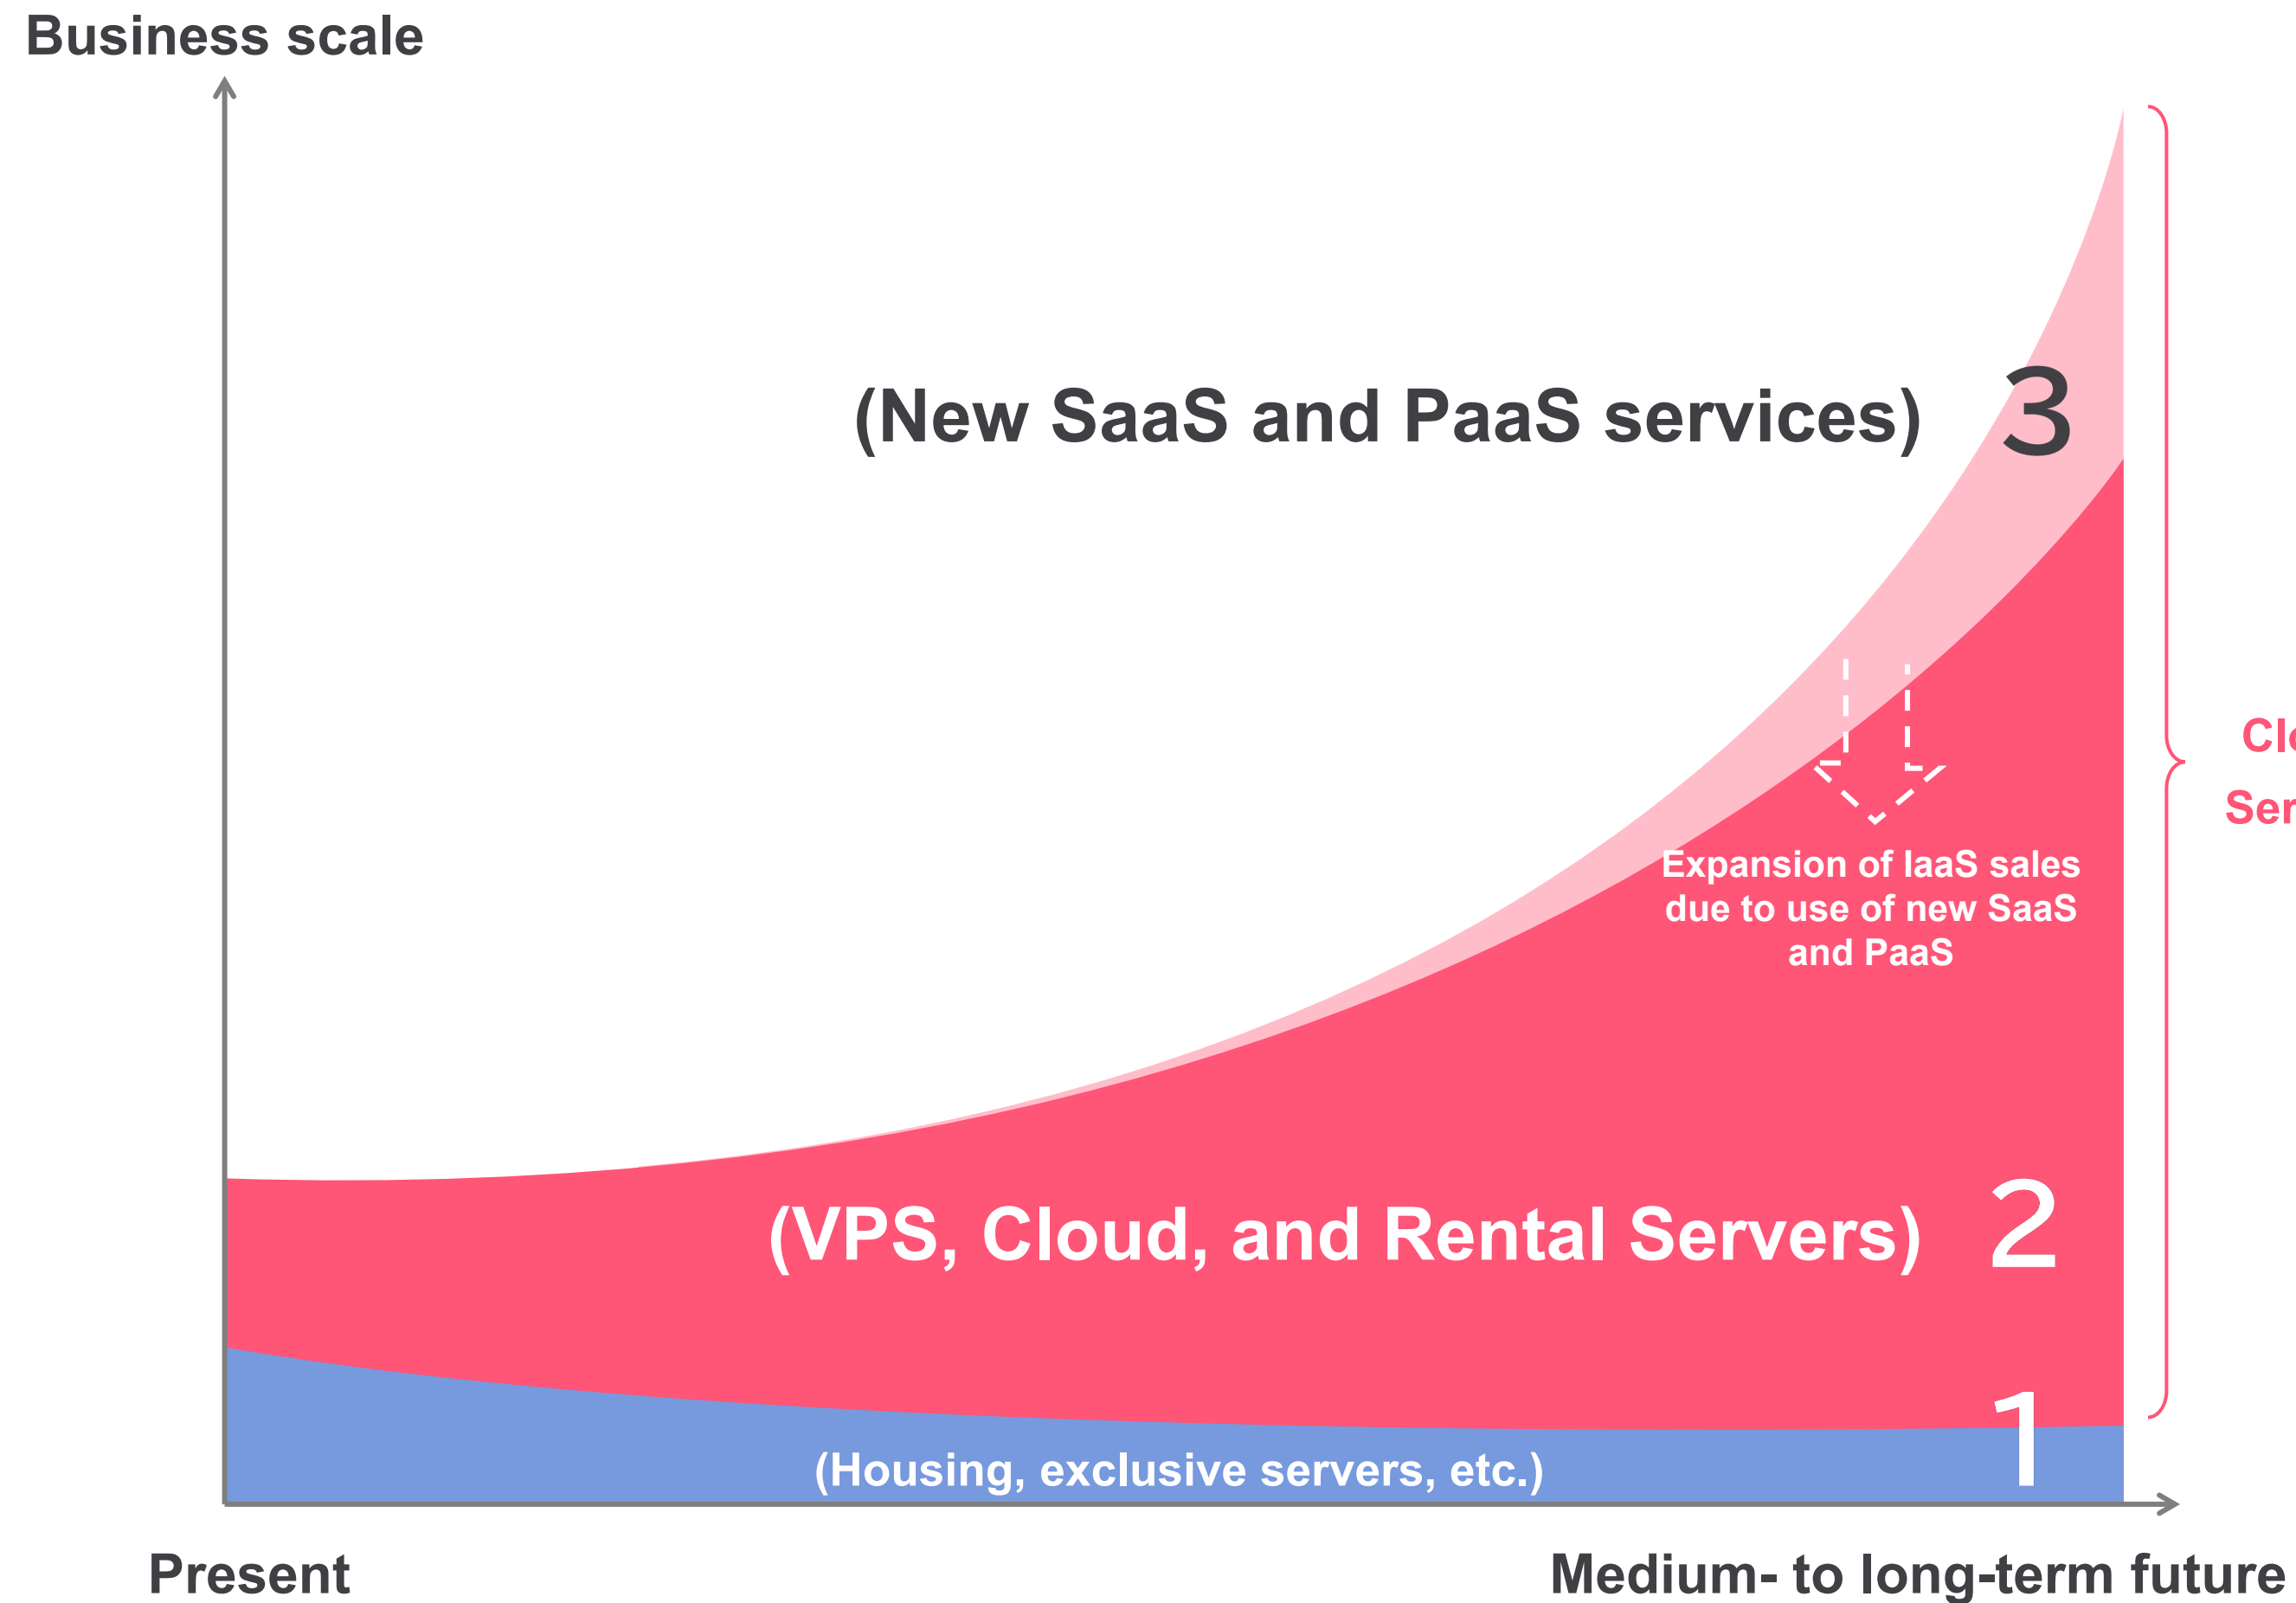 Business scale
(New SaaS and PaaS services) 3
Expansion of IaaS sales
due to use of new SaaS
and PaaS
(VPS, Cloud, and Rental Servers) 2
1
(Housing, exclusive servers, etc.)
Present
Medium- to long-term future